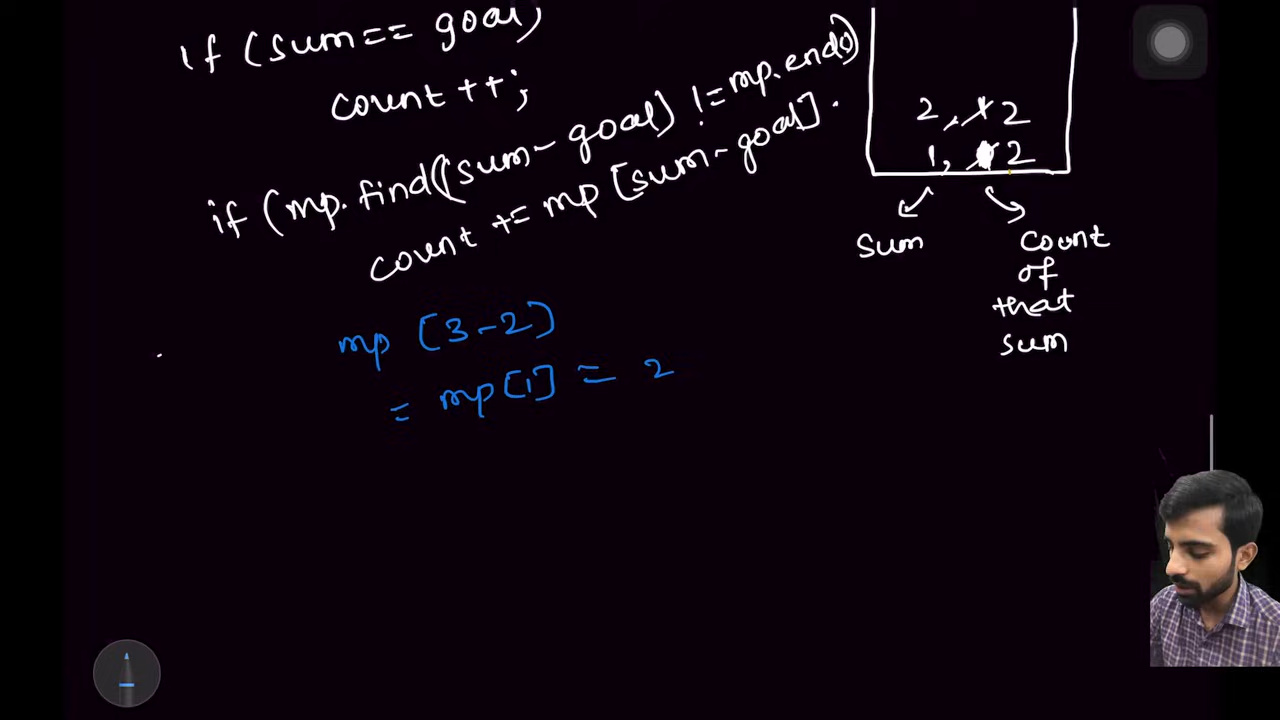 if (sum== goal)
count ++;
if (mp.find((sum- goal) != mp.end()
count += mp [sum-goal].
2, 1 2
1, 2
sum
count
of
that
sum
mp (3-2)
= mp[1] = 2